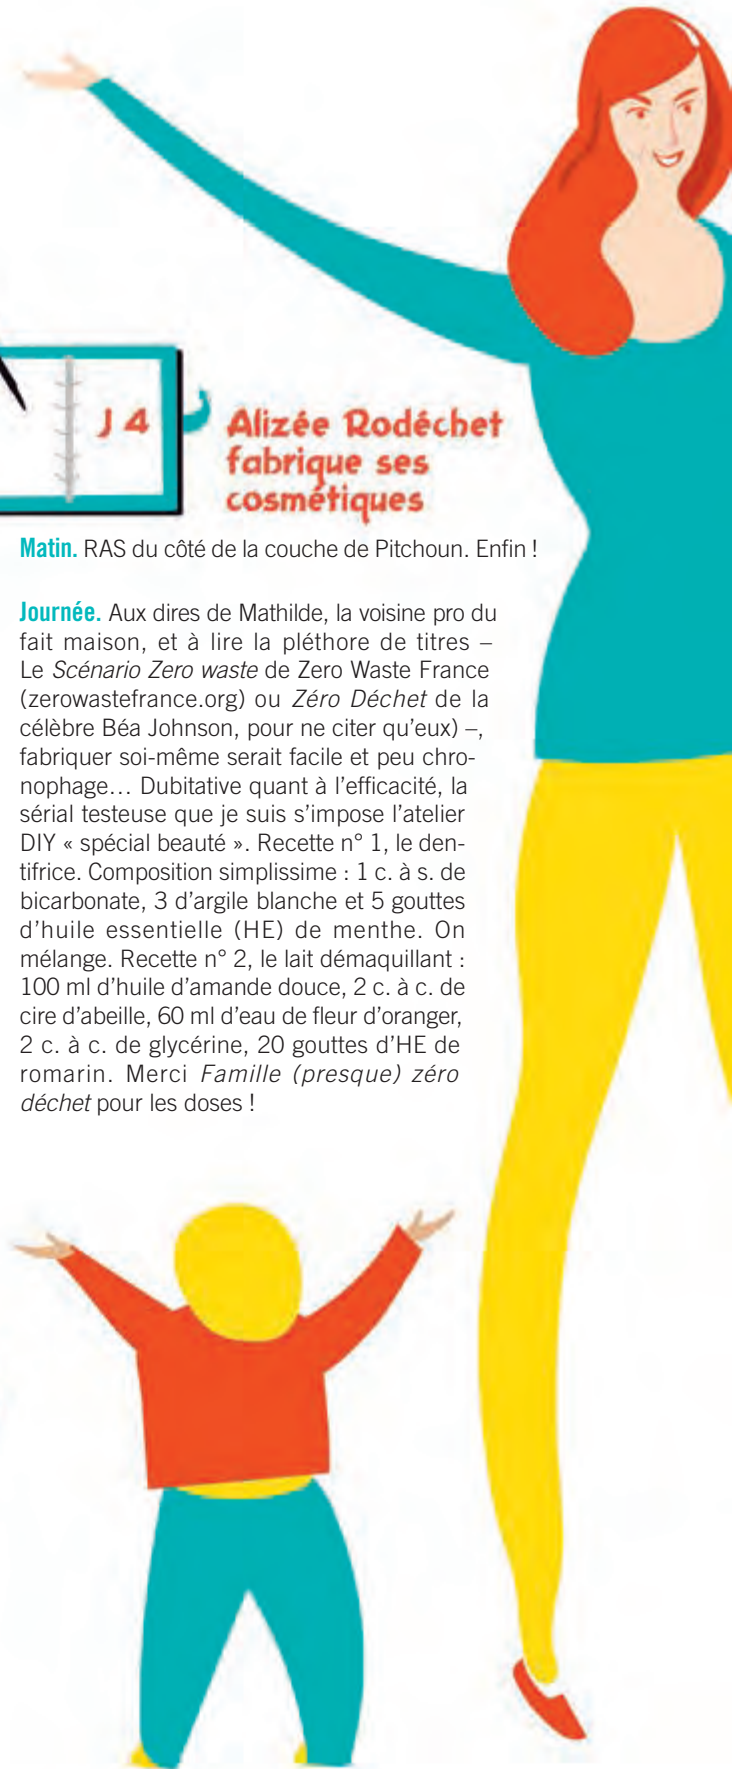 J 4
Alizée Rodéchet
fabrique ses
cosmétiques
Matin. RAS du côté de la couche de Pitchoun. Enfin !
Journée. Aux dires de Mathilde, la voisine pro du
fait maison, et à lire la pléthore de titres –
Le Scénario Zero waste de Zero Waste France
(zerowastefrance.org) ou Zéro Déchet de la
célèbre Béa Johnson, pour ne citer qu’eux) –,
fabriquer soi-même serait facile et peu chro-
nophage… Dubitative quant à l’efficacité, la
sérial testeuse que je suis s’impose l’atelier
DIY « spécial beauté ». Recette n° 1, le den-
tifrice. Composition simplissime : 1 c. à s. de
bicarbonate, 3 d’argile blanche et 5 gouttes
d’huile essentielle (HE) de menthe. On
mélange. Recette n° 2, le lait démaquillant :
100 ml d’huile d’amande douce, 2 c. à c. de
cire d’abeille, 60 ml d’eau de fleur d’oranger,
2 c. à c. de glycérine, 20 gouttes d’HE de
romarin. Merci Famille (presque) zéro
déchet pour les doses !